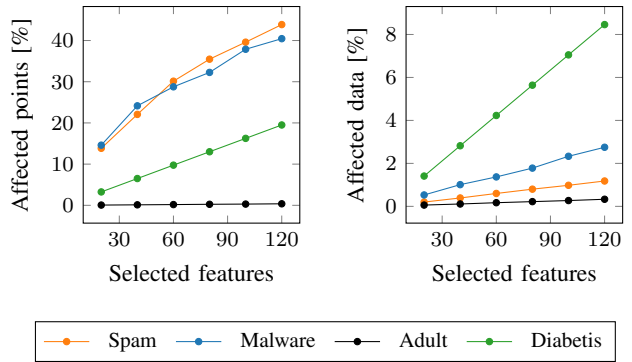 Affected points [%]
40
30
20
10
0
30 60 90 120
Selected features
Affected data [%]
8
6
4
2
0
30 60 90 120
Selected features
Spam Malware Adult Diabetis